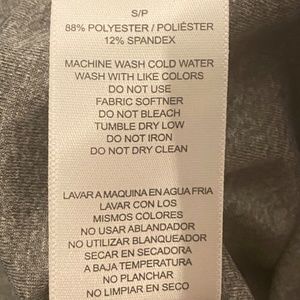 S/P
88% POLYESTER / POLIÉSTER
12% SPANDEX
MACHINE WASH COLD WATER
WASH WITH LIKE COLORS
DO NOT USE
FABRIC SOFTNER
DO NOT BLEACH
TUMBLE DRY LOW
DO NOT IRON
DO NOT DRY CLEAN
LAVAR A MAQUINA EN AGUA FRIA
LAVAR CON LOS
MISMOS COLORES
NO USAR ABLANDADOR
NO UTILIZAR BLANQUEADOR
SECAR EN SECADORA
A BAJA TEMPERATURA
NO PLANCHAR
NO LIMPIAR EN SECO